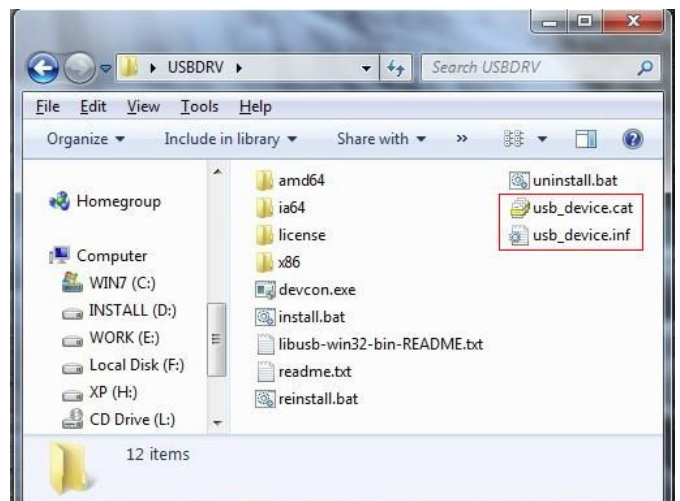 USBDRV
Search USBDRV
File Edit View Tools Help
Organize Include in library Share with »
Homegroup
Computer
WIN7 (C:)
INSTALL (D:)
WORK (E:)
Local Disk (F:)
XP (H:)
CD Drive (L:)
amd64
ia64
license
x86
devcon.exe
install.bat
libusb-win32-bin-README.txt
readme.txt
reinstall.bat
uninstall.bat
usb_device.cat
usb_device.inf
12 items